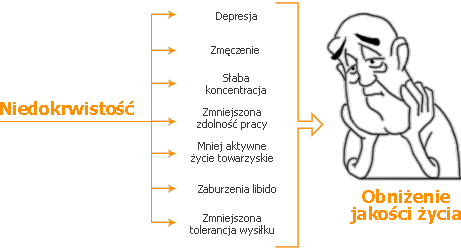 Niedokrwistość
Depresja
Zmęczenie
Słaba
koncentracja
Zmniejszona
zdolność pracy
Mniej aktywne
życie towarzyskie
Zaburzenia libido
Zmniejszona
tolerancja wysiłku
Obniżenie
jakości życia